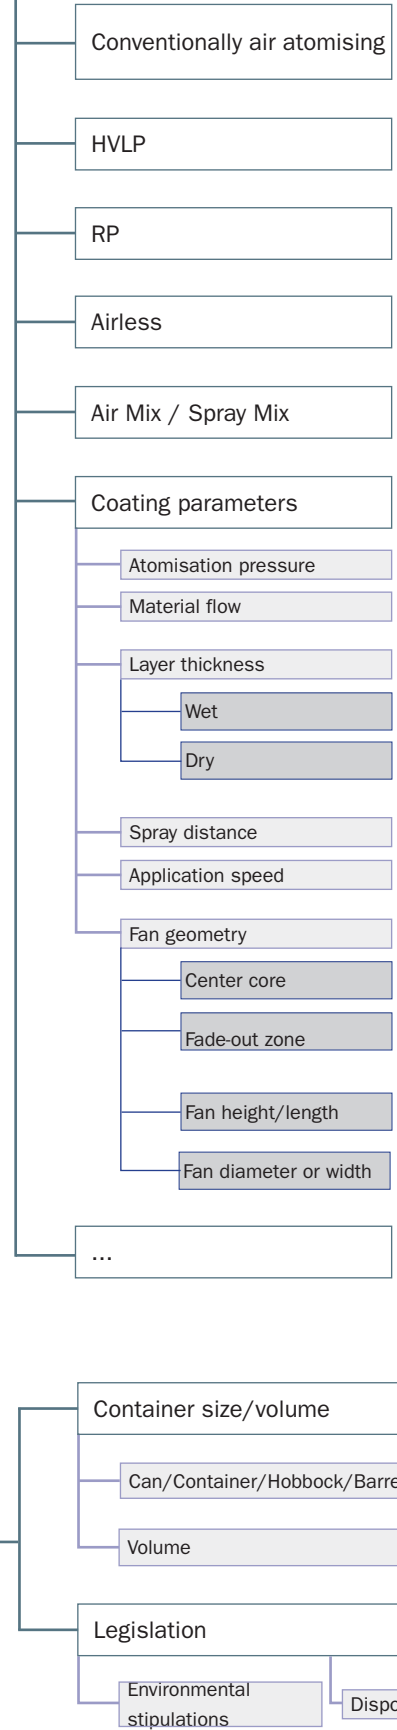 Conventionally air atomising
HVLP
RP
Airless
Air Mix / Spray Mix
Coating parameters
Atomisation pressure
Material flow
Layer thickness
Wet
Dry
Spray distance
Application speed
Fan geometry
Center core
Fade-out zone
Fan height/length
Fan diameter or width
...
Container size/volume
Can/Container/Hobbock/Barre
Volume
Legislation
Environmental
stipulations
Dispo